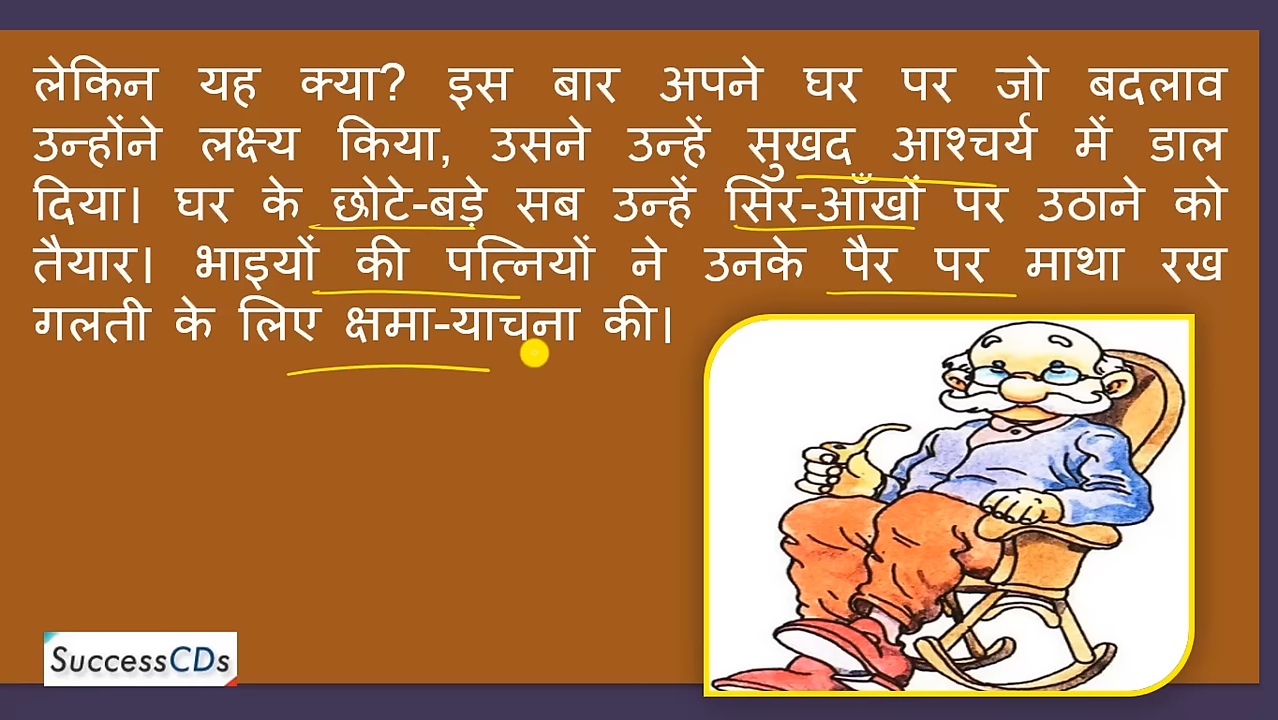 लेकिन यह क्या? इस बार अपने घर पर जो बदलाव
उन्होंने लक्ष्य किया, उसने उन्हें सुखद आश्चर्य में डाल
दिया। घर के छोटे-बड़े सब उन्हें सिर-आँखों पर उठाने को
तैयार। भाइयों की पत्नियों ने उनके पैर पर माथा रख
गलती के लिए क्षमा-याचना की।
SuccessCDs